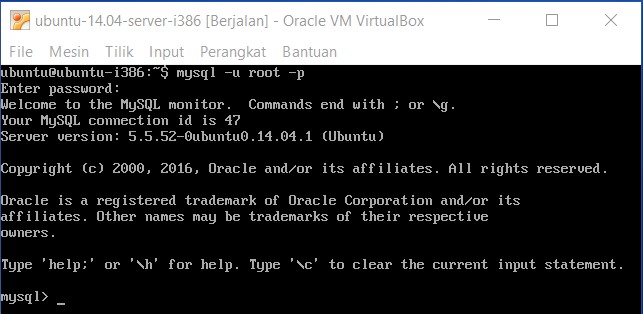 ubuntu-14.04-server-i386 [Berjalan] - Oracle VM VirtualBox
File Mesin Tilik Input Perangkati Bantuan
ubuntu@ubuntu-i386:~$ mysql -u root -p
Enter password:
Welcome to the MySQL monitor.  Commands end with ; or \g.
Your MySQL connection id is 47
Server version: 5.5.52-0ubuntu0.14.04.1 (Ubuntu)
Copyright (c) 2000, 2016, Oracle and/or its affiliates. All rights reserved.
Oracle is a registered trademark of Oracle Corporation and/or its
affiliates. Other names may be trademarks of their respective
owners.
Type 'help;' or '\h' for help. Type '\c' to clear the current input statement.
mysql> _